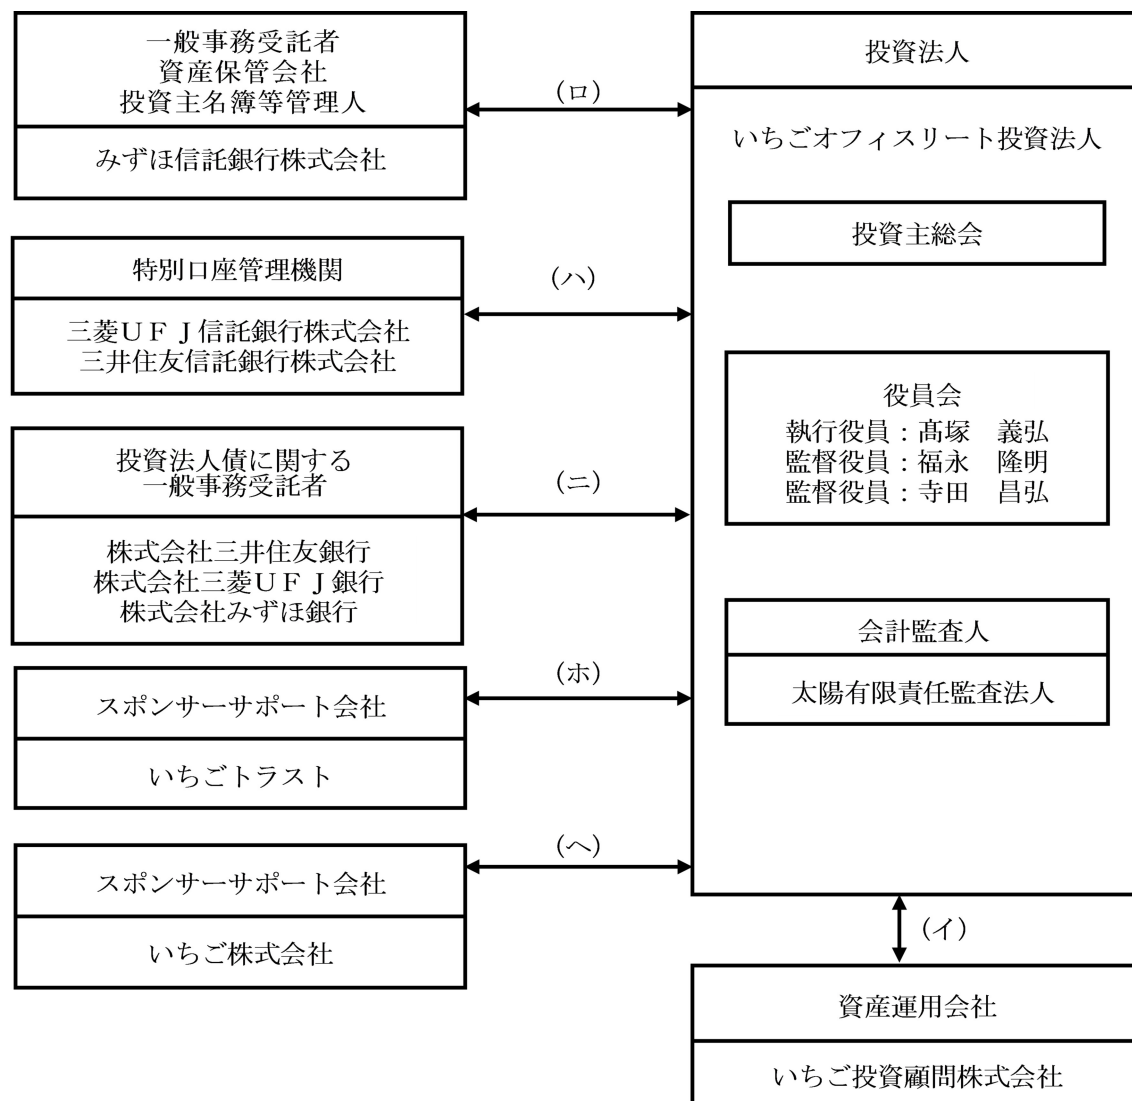 一般事務受託者
資産保管会社
投資主名簿等管理人
みずほ信託銀行株式会社
(ロ)
特別口座管理機関
三菱ＵＦＪ信託銀行株式会社
三井住友信託銀行株式会社
(ハ)
投資法人債に関する
一般事務受託者
株式会社三井住友銀行
株式会社三菱ＵＦＪ銀行
株式会社みずほ銀行
(ニ)
スポンサーサポート会社
いちごトラスト
(ホ)
スポンサーサポート会社
いちご株式会社
(ヘ)
投資法人
いちごオフィスリート投資法人
投資主総会
役員会
執行役員：髙塚　義弘
監督役員：福永　隆明
監督役員：寺田　昌弘
会計監査人
太陽有限責任監査法人
(イ)
資産運用会社
いちご投資顧問株式会社